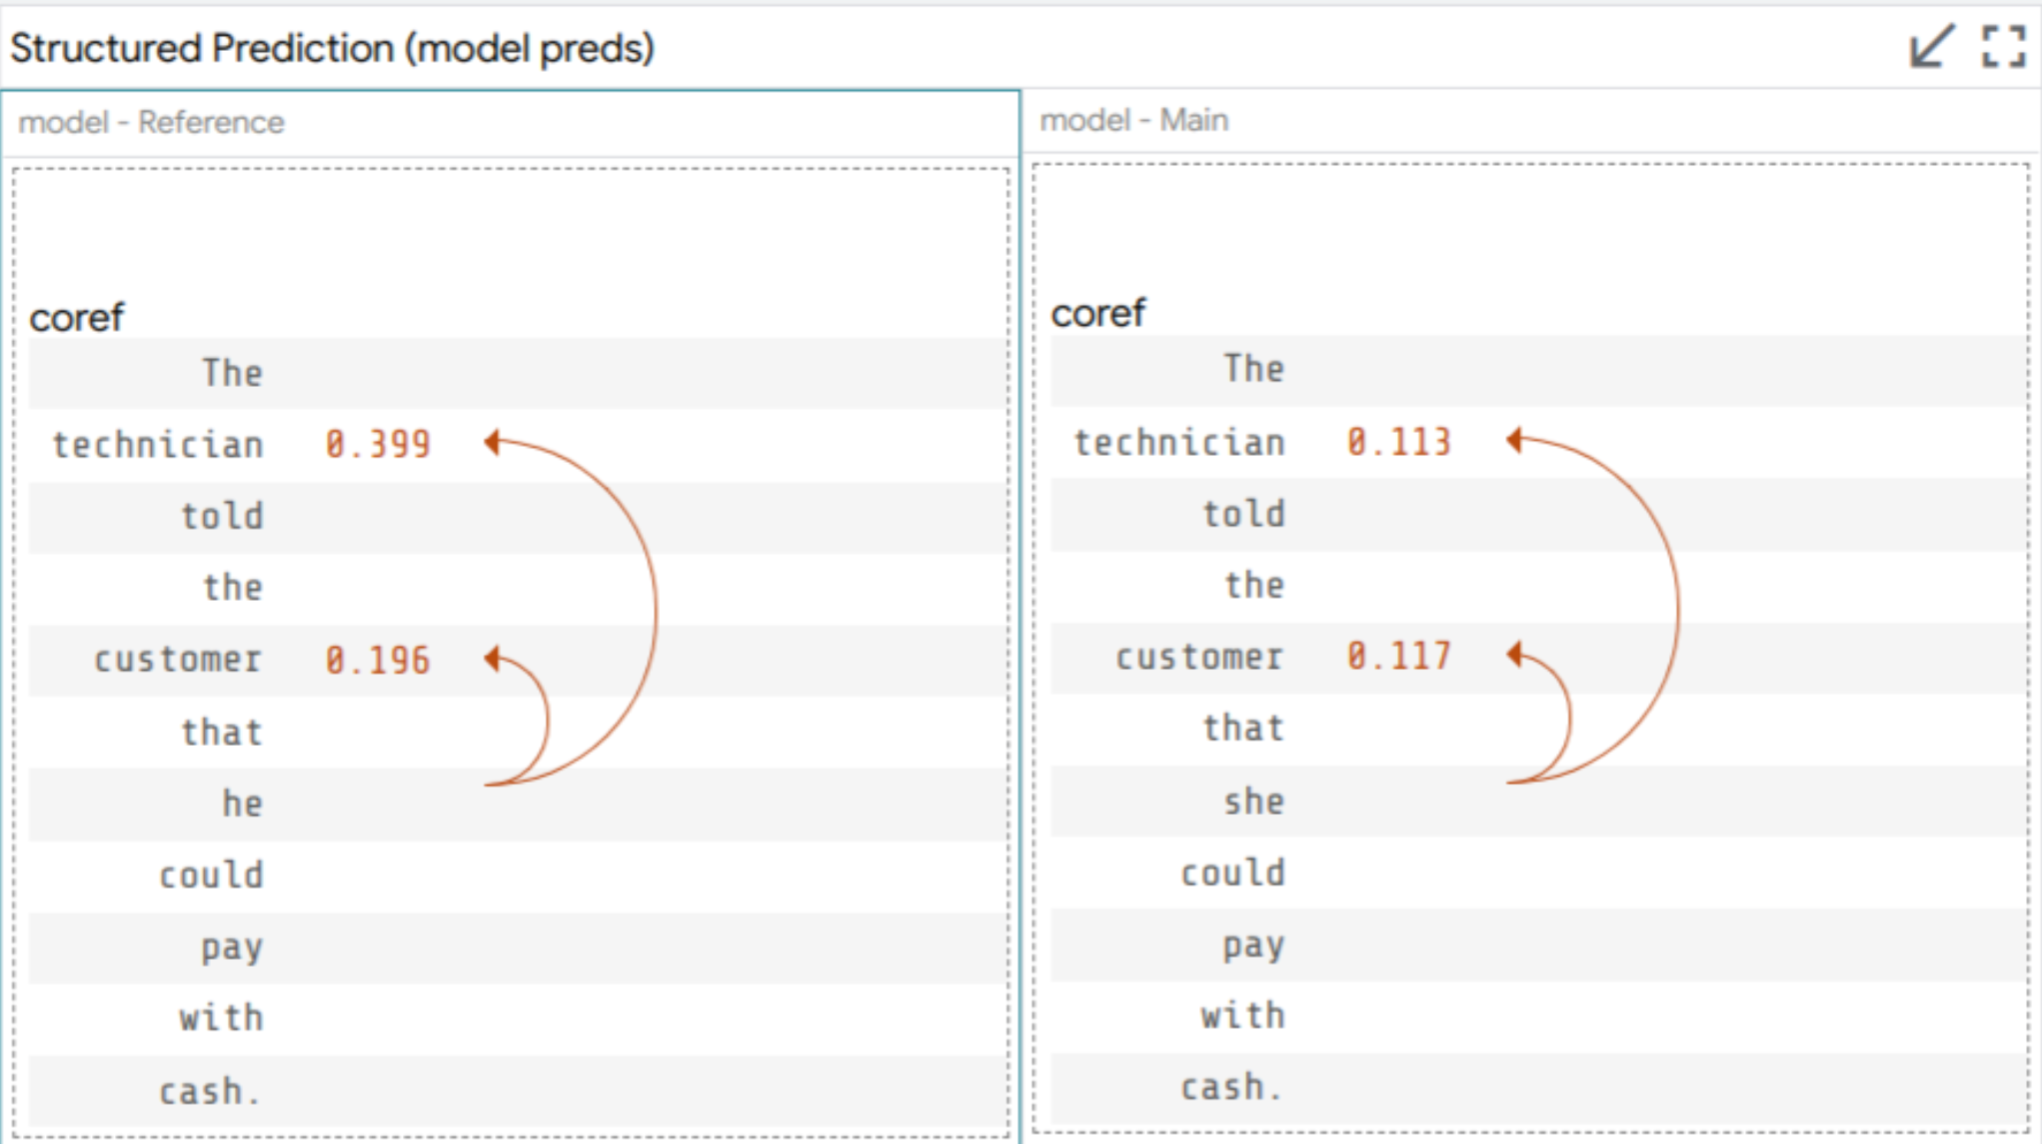 Structured Prediction (model preds)
model - Reference
coref
The
technician 0.399
told
the
customer 0.196
that
he
could
pay
with
cash.
model - Main
coref
The
technician 0.113
told
the
customer 0.117
that
she
could
pay
with
cash.